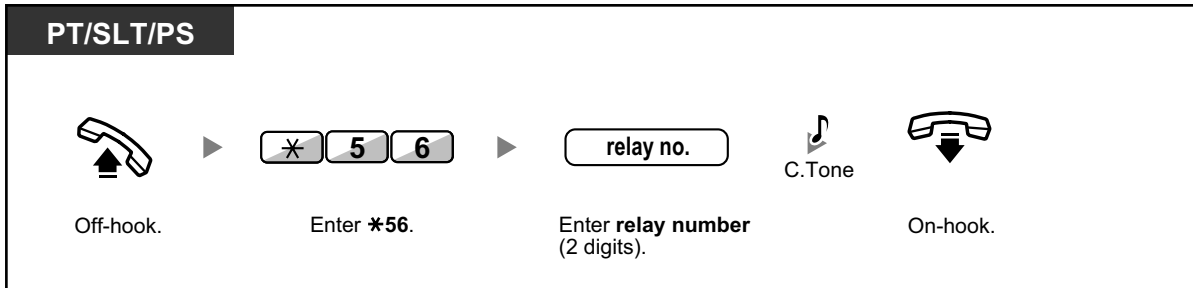 PT/SLT/PS
✳ 5 6
relay no.
C.Tone
Off-hook.
Enter ✳56.
Enter relay number
(2 digits).
On-hook.